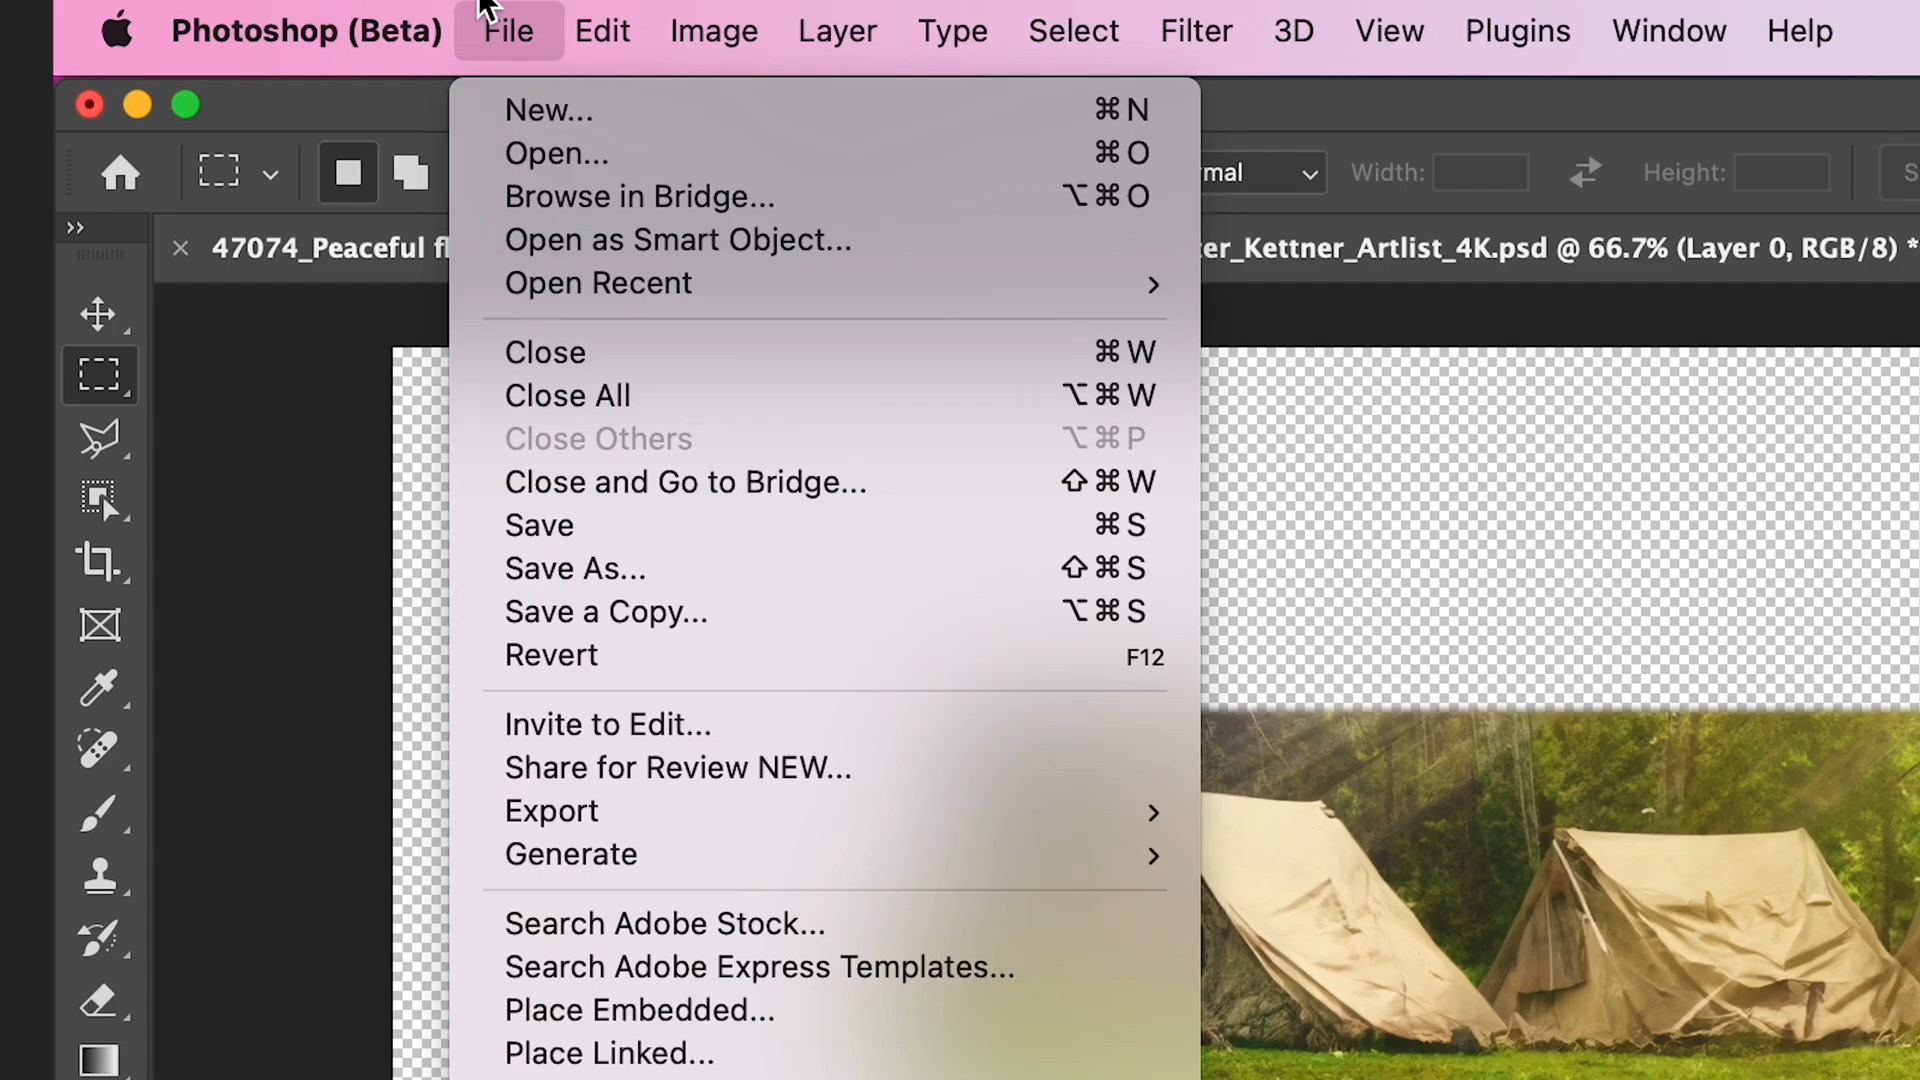 Photoshop (Beta) File Edit Image Layer Type Select Filter 3D View Plugins Window Help
mal Width: Height: S
47074_Peaceful fl
er_Kettner_Artlist_4K.psd @ 66.7% (Layer 0, RGB/8) *
New... ⌘ N
Open... ⌘ O
Browse in Bridge... ⌥ ⌘ O
Open as Smart Object...
Open Recent
Close ⌘ W
Close All ⌥ ⌘ W
Close Others ⌥ ⌘ P
Close and Go to Bridge... ⇧ ⌘ W
Save ⌘ S
Save As... ⇧ ⌘ S
Save a Copy... ⌥ ⌘ S
Revert F12
Invite to Edit...
Share for Review NEW...
Export
Generate
Search Adobe Stock...
Search Adobe Express Templates...
Place Embedded...
Place Linked...